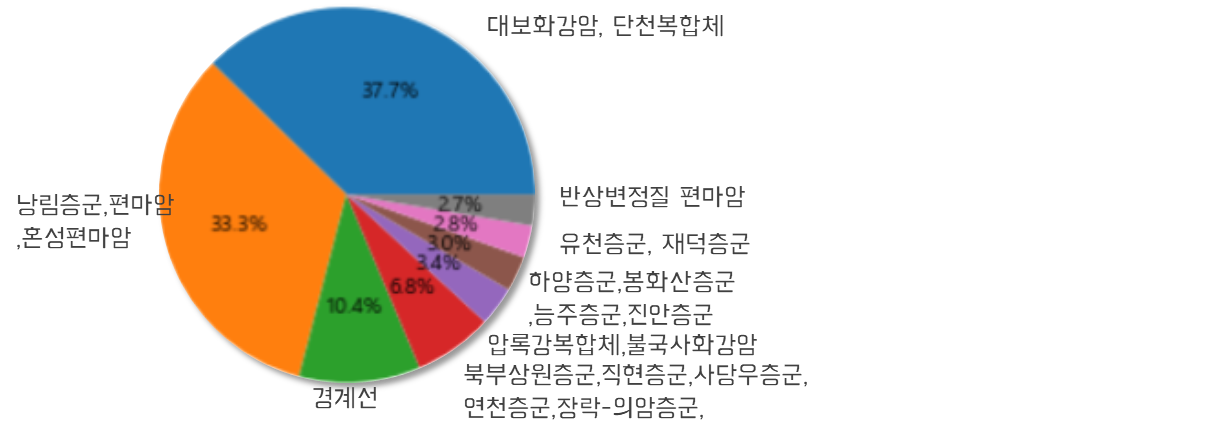 대보화강암, 단천복합체
37.7%
낭림층군,편마암
,혼성편마암
33.3%
반상변정질 편마암
2.7%
2.8%
유천층군, 재덕층군
3.0%
3.4%
하양층군,봉화산층군
,능주층군,진안층군
6.8%
10.4%
압록강복합체,불국사화강암
북부상원층군,직현층군,사당우층군,
연천층군,장락-의암층군,
경계선